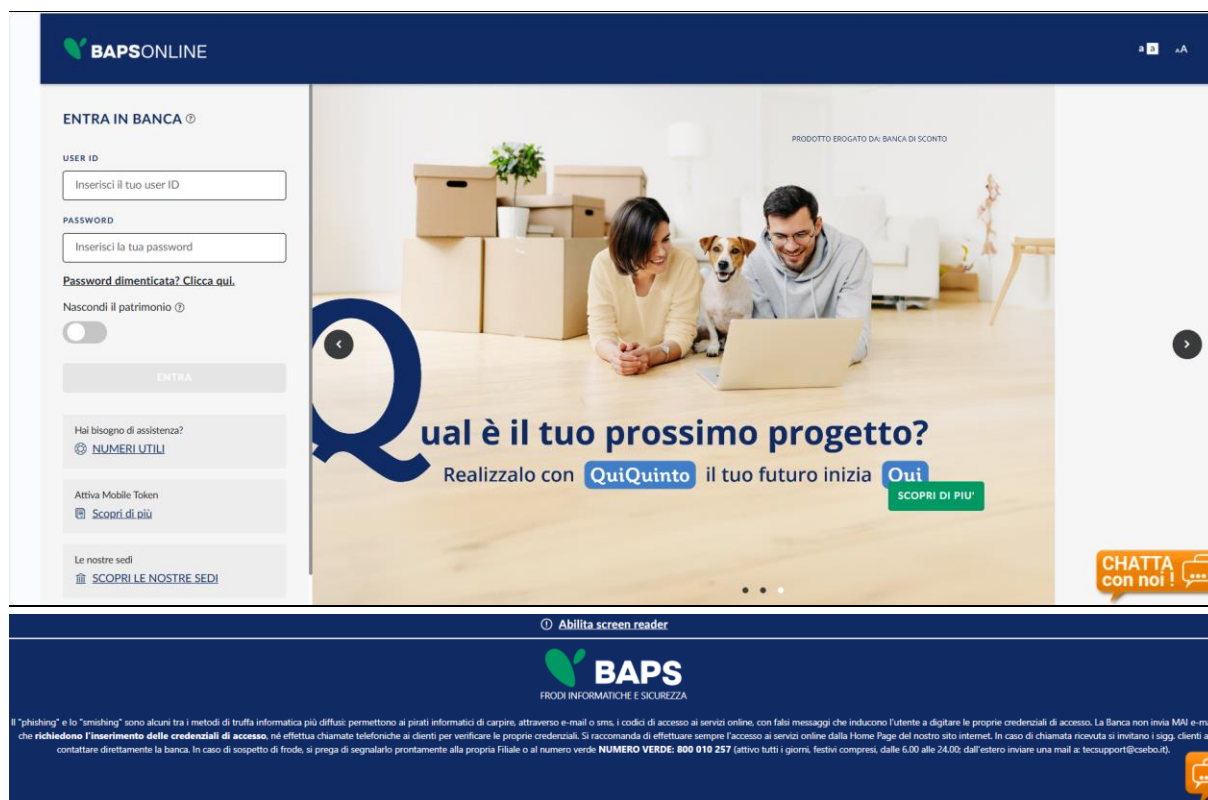 BAPSONLINE
a a AA
ENTRA IN BANCA
USER ID
Inserisci il tuo user ID
PASSWORD
Inserisci la tua password
Password dimenticata? Clicca qui.
Nascondi il patrimonio
ENTRA
Hai bisogno di assistenza?
NUMERI UTILI
Attiva Mobile Token
Scopri di più
Le nostre sedi
SCOPRI LE NOSTRE SEDI
PRODOTTO EROGATO DA: BANCA DI SCONTO
Qual è il tuo prossimo progetto?
Realizzalo con QuiQuinto il tuo futuro inizia Qui
SCOPRI DI PIU'
CHATTA
con noi !
Abilita screen reader
BAPS
FRODI INFORMATICHE E SICUREZZA
Il "phishing" e lo "smishing" sono alcuni tra i metodi di truffa informatica più diffusi: permettono ai pirati informatici di carpire, attraverso e-mail o sms, i codici di accesso ai servizi online, con falsi messaggi che inducono l'utente a digitare le proprie credenziali di accesso. La Banca non invia MAI e-ma
che richiedono l'inserimento delle credenziali di accesso, né effettua chiamate telefoniche ai clienti per verificare le proprie credenziali. Si raccomanda di effettuare sempre l'accesso ai servizi online dalla Home Page del nostro sito internet. In caso di chiamata ricevuta si invitano i sigg. clienti a
contattare direttamente la banca. In caso di sospetto di frode, si prega di segnalarlo prontamente alla propria Filiale o al numero verde NUMERO VERDE: 800 010 257 (attivo tutti i giorni, festivi compresi, dalle 6.00 alle 24.00; dall'estero inviare una mail a: tecsupport@csebo.it).